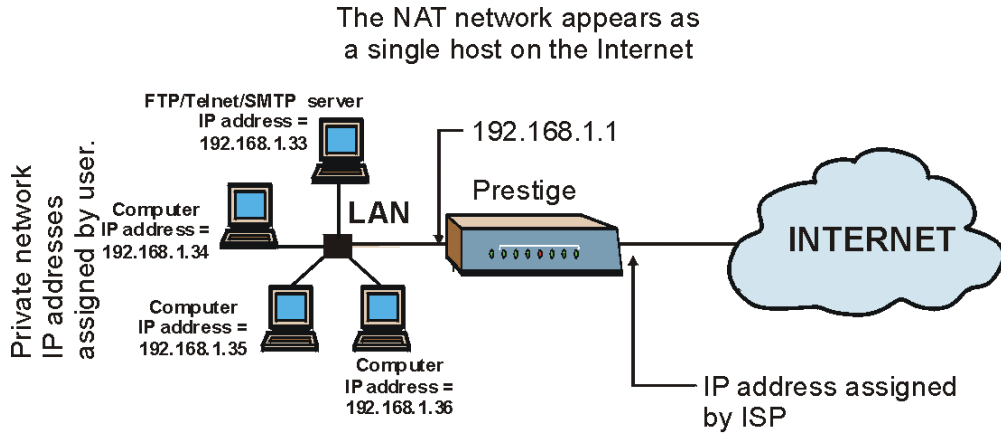 The NAT network appears as
a single host on the Internet
FTP/Telnet/SMTP server
IP address =
192.168.1.33
192.168.1.1
Prestige
LAN
INTERNET
Computer
IP address =
192.168.1.34
Computer
IP address =
192.168.1.35
Computer
IP address =
192.168.1.36
Private network
IP addresses
assigned by user.
IP address assigned
by ISP